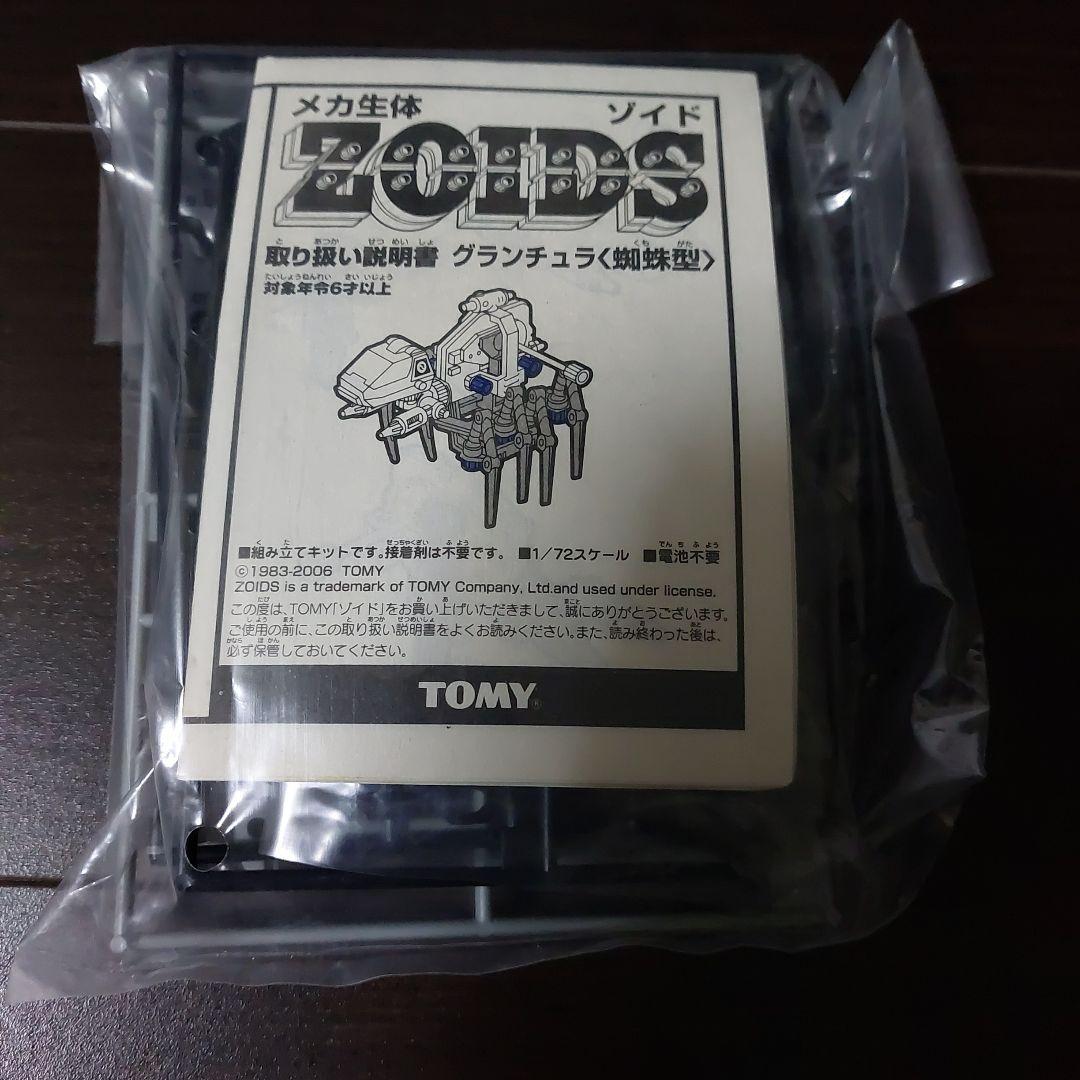 メカ生体 ゾイド
ZOIDS
取り扱い説明書 グランチュラ〈蜘蛛型〉
対象年令6才以上
■組み立てキットです。接着剤は不要です。 ■1/72スケール ■電池不要
©1983-2006 TOMY
ZOIDS is a trademark of TOMY Company, Ltd.and used under license.
この度は、TOMY「ゾイド」をお買い上げいただきまして、誠にありがとうございます。
ご使用の前に、この取り扱い説明書をよくお読みください。また、読み終わった後は、
必ず保管しておいてください。
TOMY®